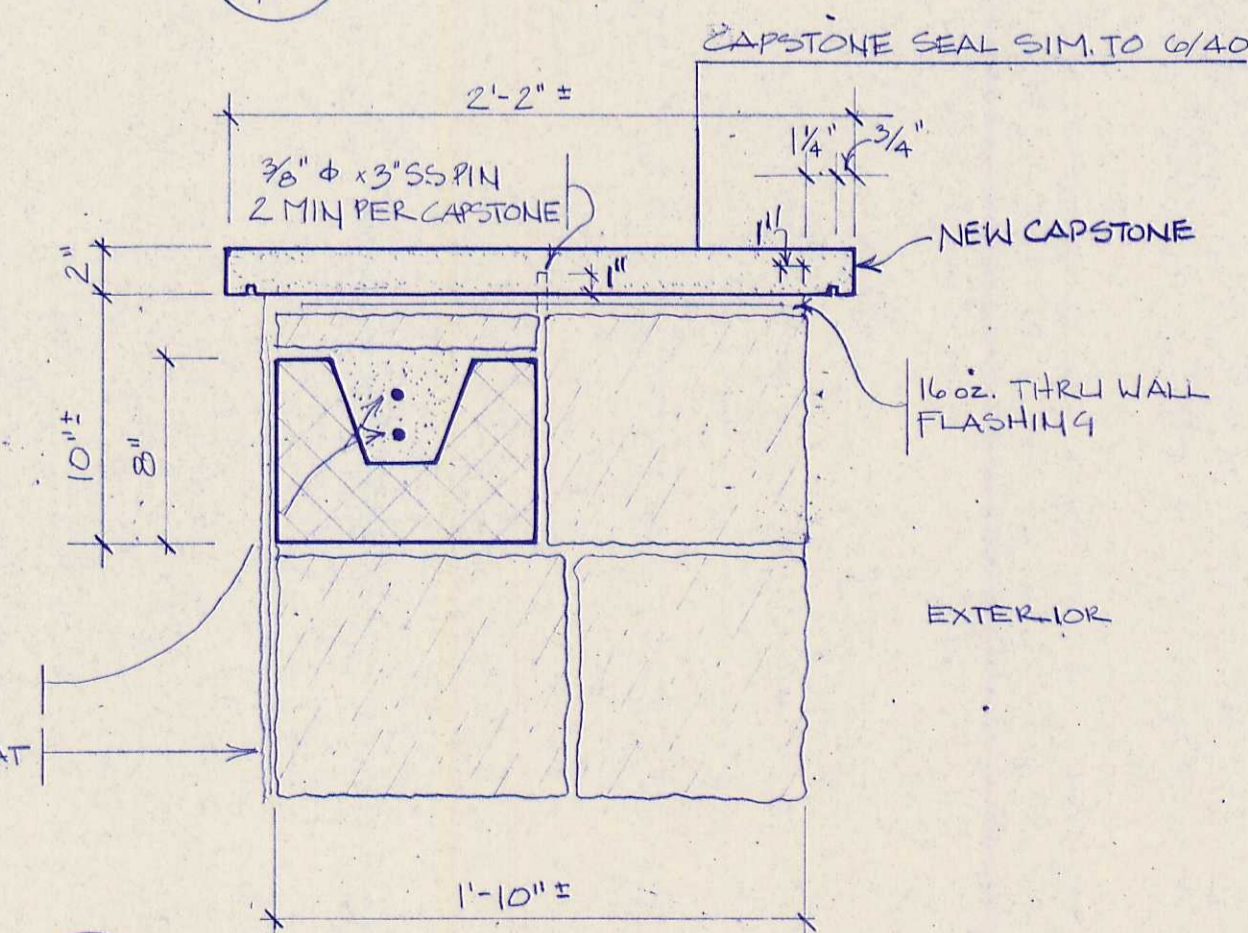 CAPSTONE SEAL SIM. TO 6/40
2'-2" ±
1¼"
3/4"
3/8" Φ x 3" SS PIN
2 MIN PER CAPSTONE
1"
NEW CAPSTONE
2"
1"
16 oz. THRU WALL
FLASHING
10" ±
8"
EXTERIOR
AT
1'-10" ±